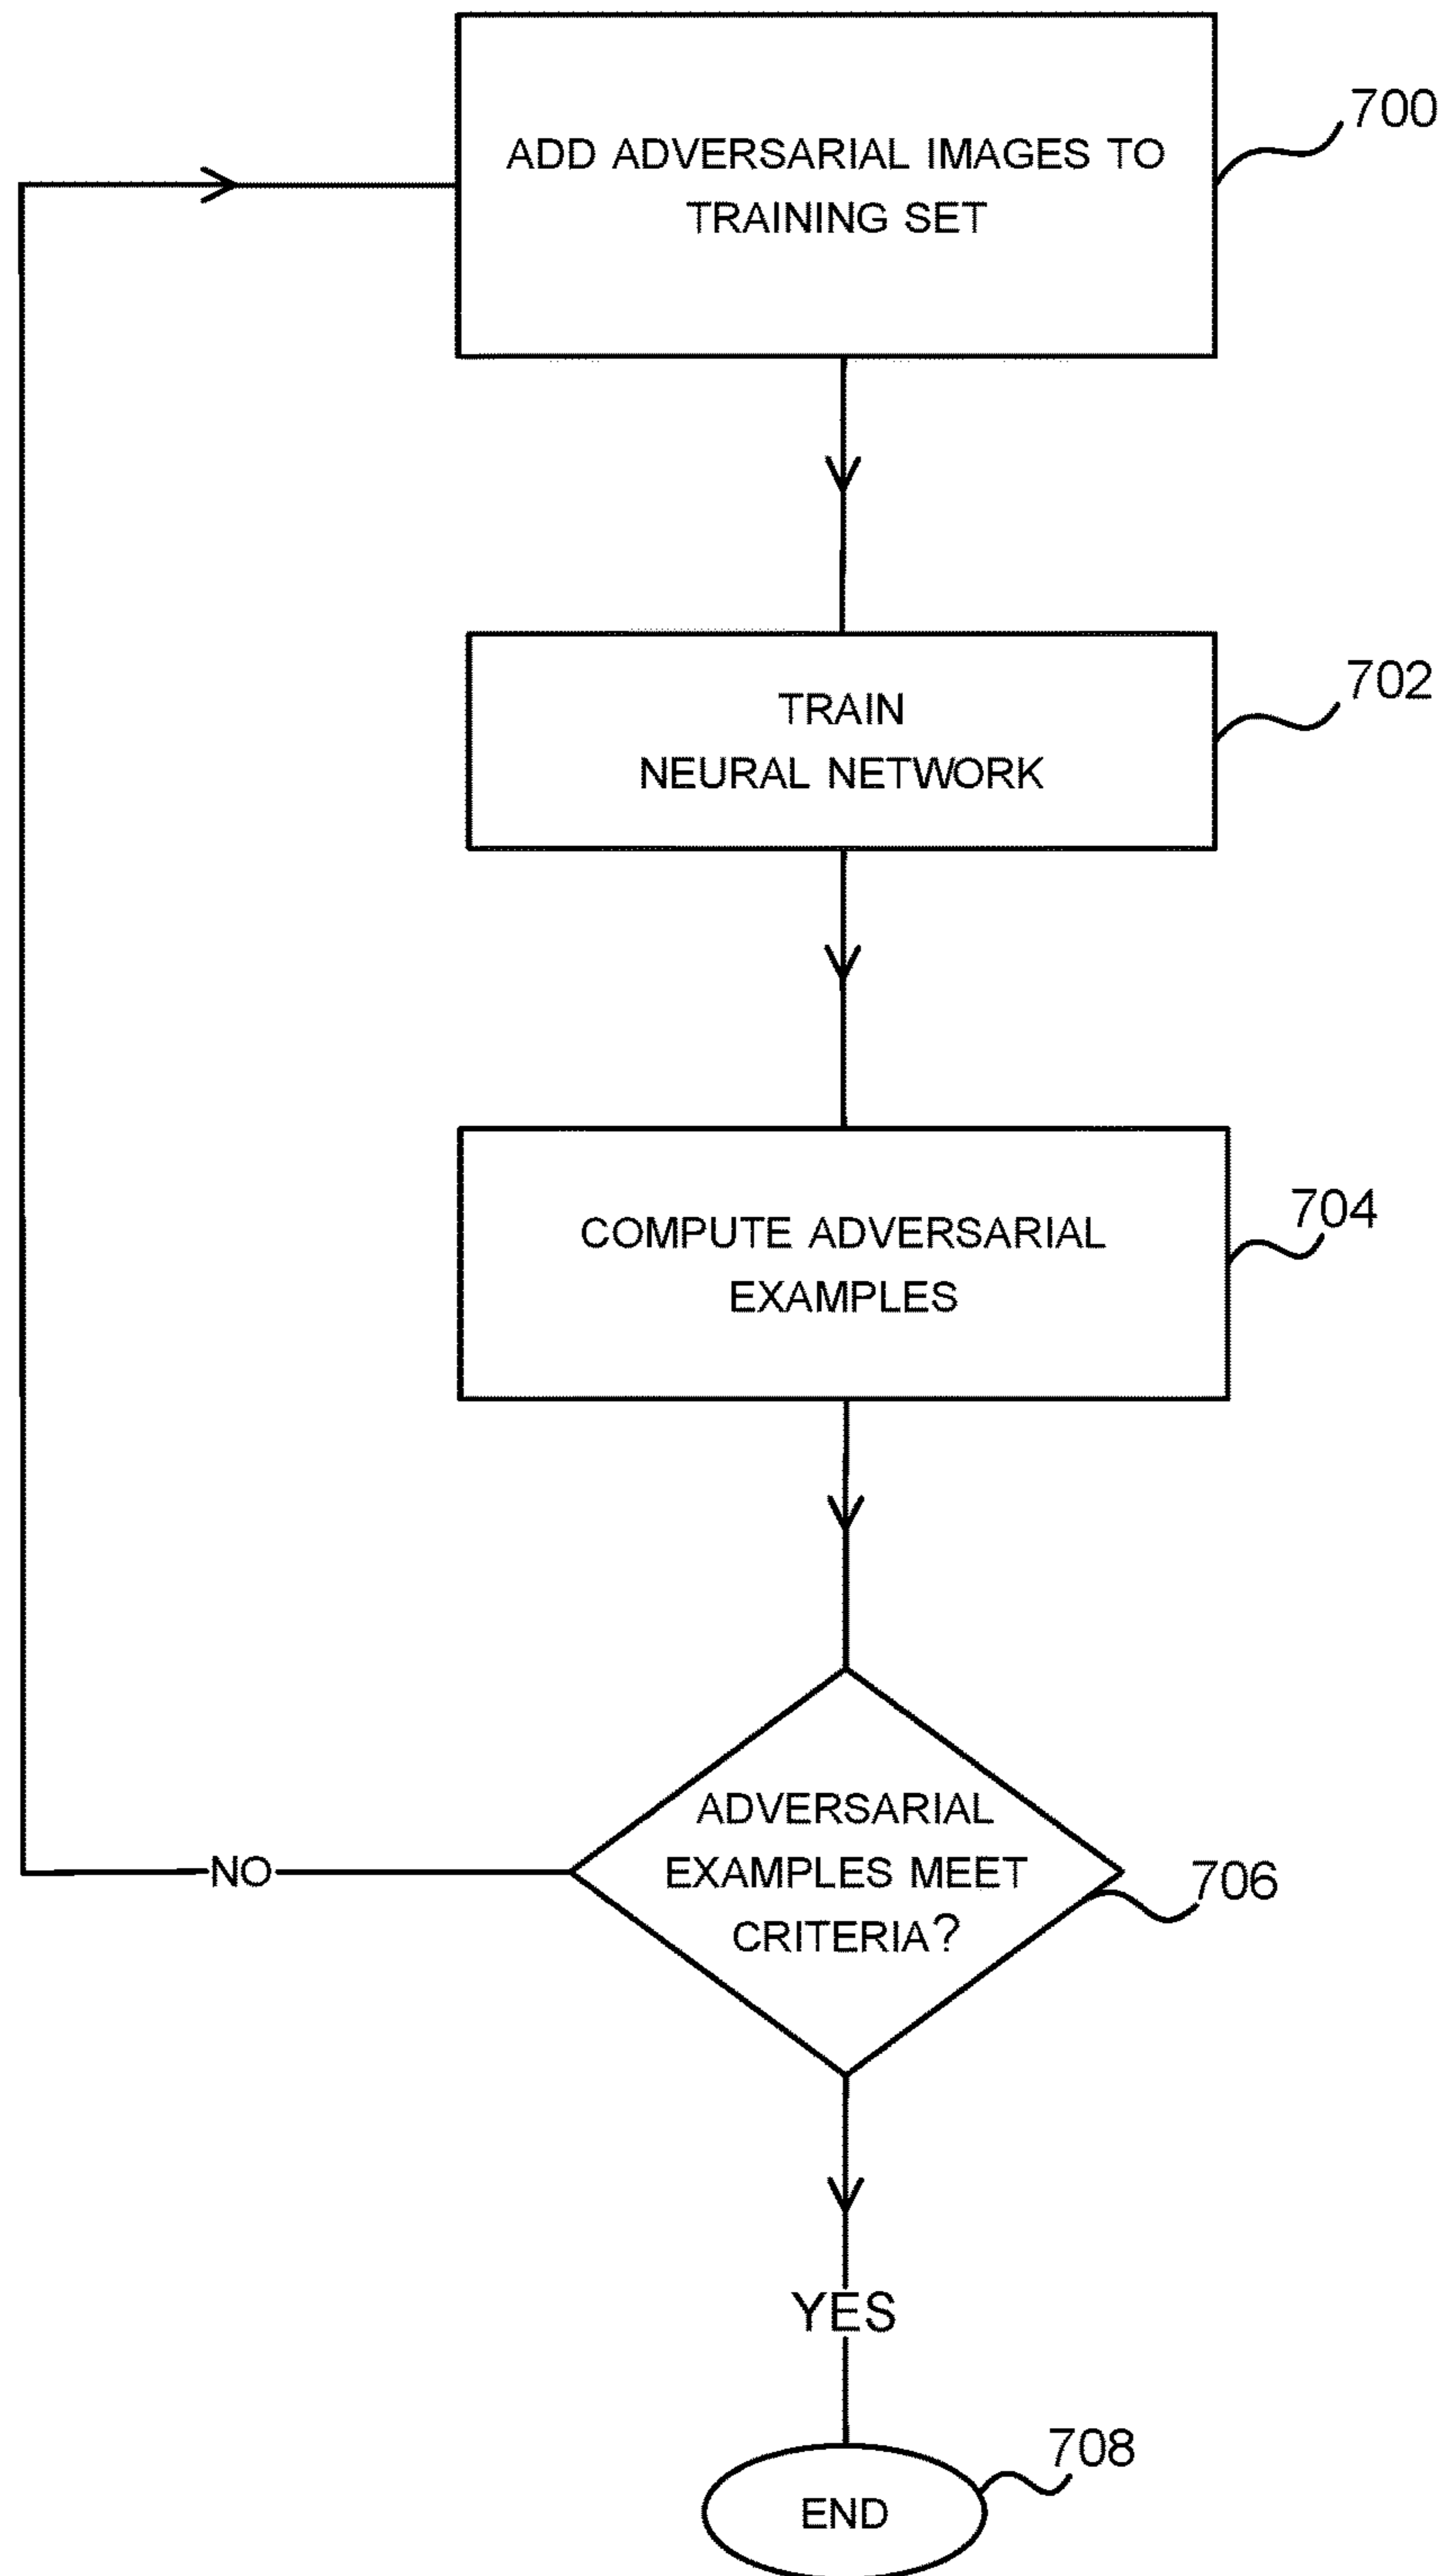 ADD ADVERSARIAL IMAGES TO
TRAINING SET
700
TRAIN
NEURAL NETWORK
702
COMPUTE ADVERSARIAL
EXAMPLES
704
ADVERSARIAL
EXAMPLES MEET
CRITERIA?
706
NO
YES
END
708